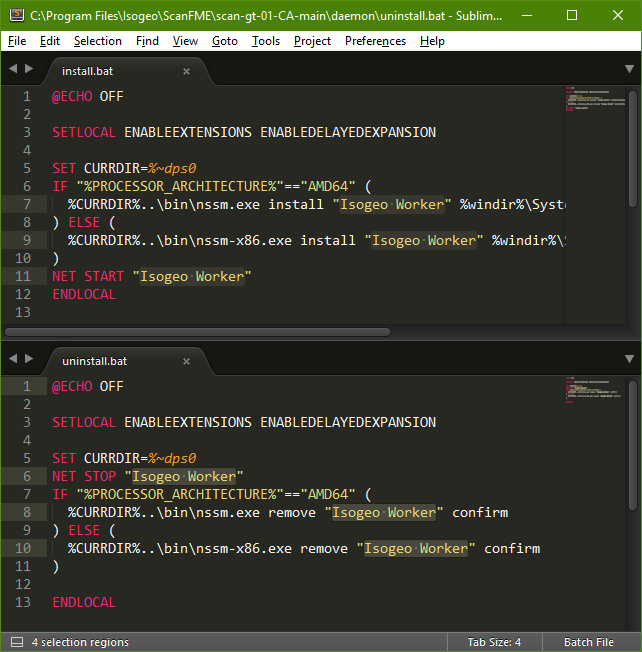 C:\Program Files\Isogeo\ScanFME\scan-gt-01-CA-main\daemon\uninstall.bat - Sublim...
File Edit Selection Find View Goto Tools Project Preferences Help
install.bat ×
1 @ECHO OFF
2
3 SETLOCAL ENABLEEXTENSIONS ENABLEDELAYEDEXPANSION
4
5 SET CURRDIR=%~dps0
6 IF "%PROCESSOR_ARCHITECTURE%"=="AMD64" (
7 %CURRDIR%..\bin\nssm.exe install "Isogeo Worker" %windir%\Syst
8 ) ELSE (
9 %CURRDIR%..\bin\nssm-x86.exe install "Isogeo Worker" %windir%\
10 )
11 NET START "Isogeo Worker"
12 ENDLOCAL
13
uninstall.bat ×
1 @ECHO OFF
2
3 SETLOCAL ENABLEEXTENSIONS ENABLEDELAYEDEXPANSION
4
5 SET CURRDIR=%~dps0
6 NET STOP "Isogeo Worker"
7 IF "%PROCESSOR_ARCHITECTURE%"=="AMD64" (
8 %CURRDIR%..\bin\nssm.exe remove "Isogeo Worker" confirm
9 ) ELSE (
10 %CURRDIR%..\bin\nssm-x86.exe remove "Isogeo Worker" confirm
11 )
12
13 ENDLOCAL
4 selection regions Tab Size: 4 Batch File